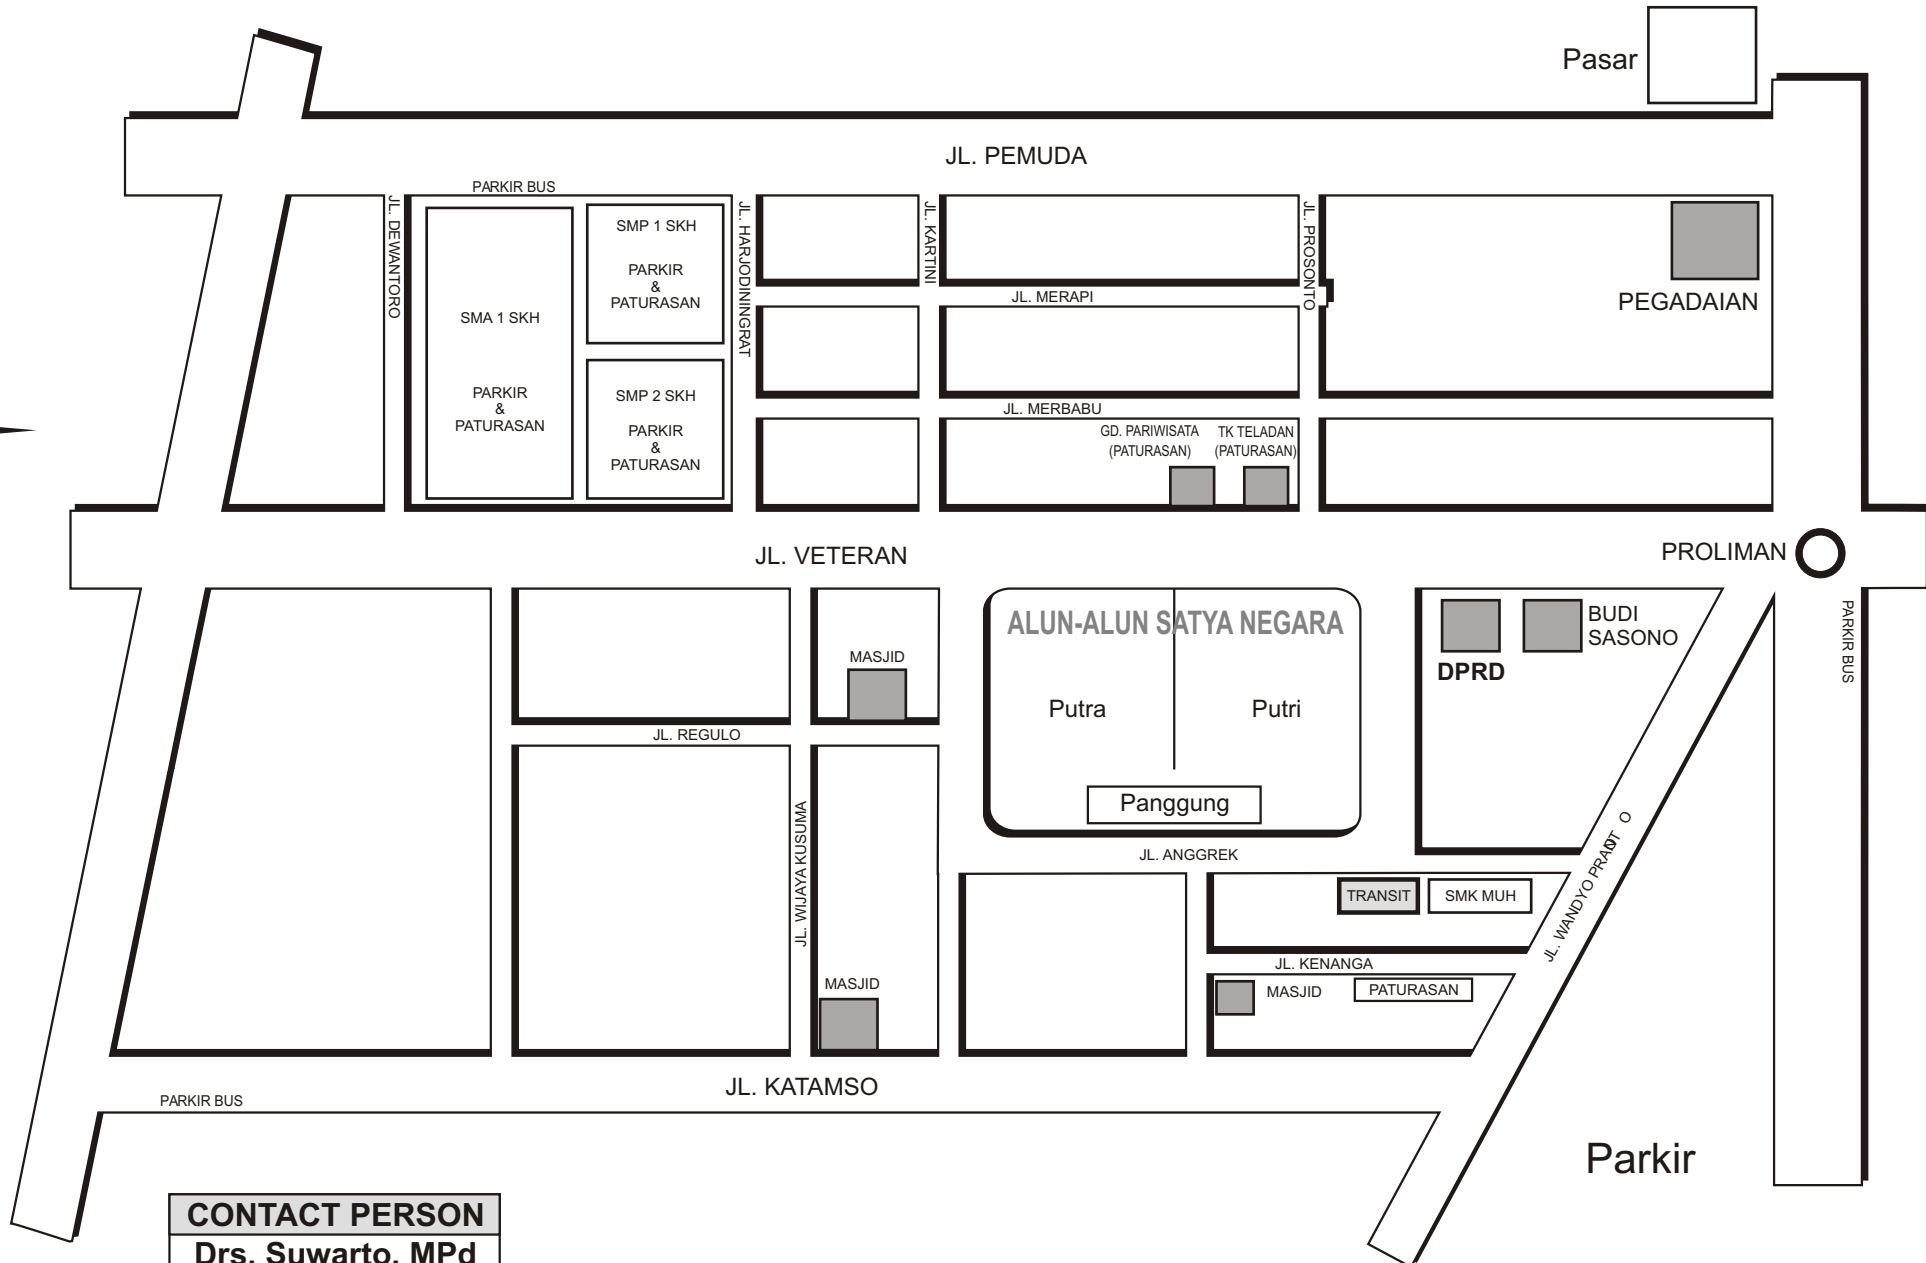 Pasar
JL. PEMUDA
PARKIR BUS
JL. DEWANTORO
SMA 1 SKH
PARKIR
&
PATURASAN
SMP 1 SKH
PARKIR
&
PATURASAN
SMP 2 SKH
PARKIR
&
PATURASAN
JL. HARJODININGRAT
JL. KARTINI
JL. PROSONTO
JL. MERAPI
PEGADAIAN
JL. MERBABU
GD. PARIWISATA
(PATURASAN)
TK TELADAN
(PATURASAN)
JL. VETERAN
PROLIMAN
ALUN-ALUN SATYA NEGARA
Putra
Putri
Panggung
MASJID
DPRD
BUDI
SASONO
PARKIR BUS
JL. REGULO
JL. WIJAYA KUSUMA
JL. ANGGREK
TRANSIT
SMK MUH
JL. WANDYO PRANOTO
JL. KENANGA
MASJID
MASJID
PATURASAN
JL. KATAMSO
PARKIR BUS
Parkir
CONTACT PERSON
Drs. Suwarto, MPd